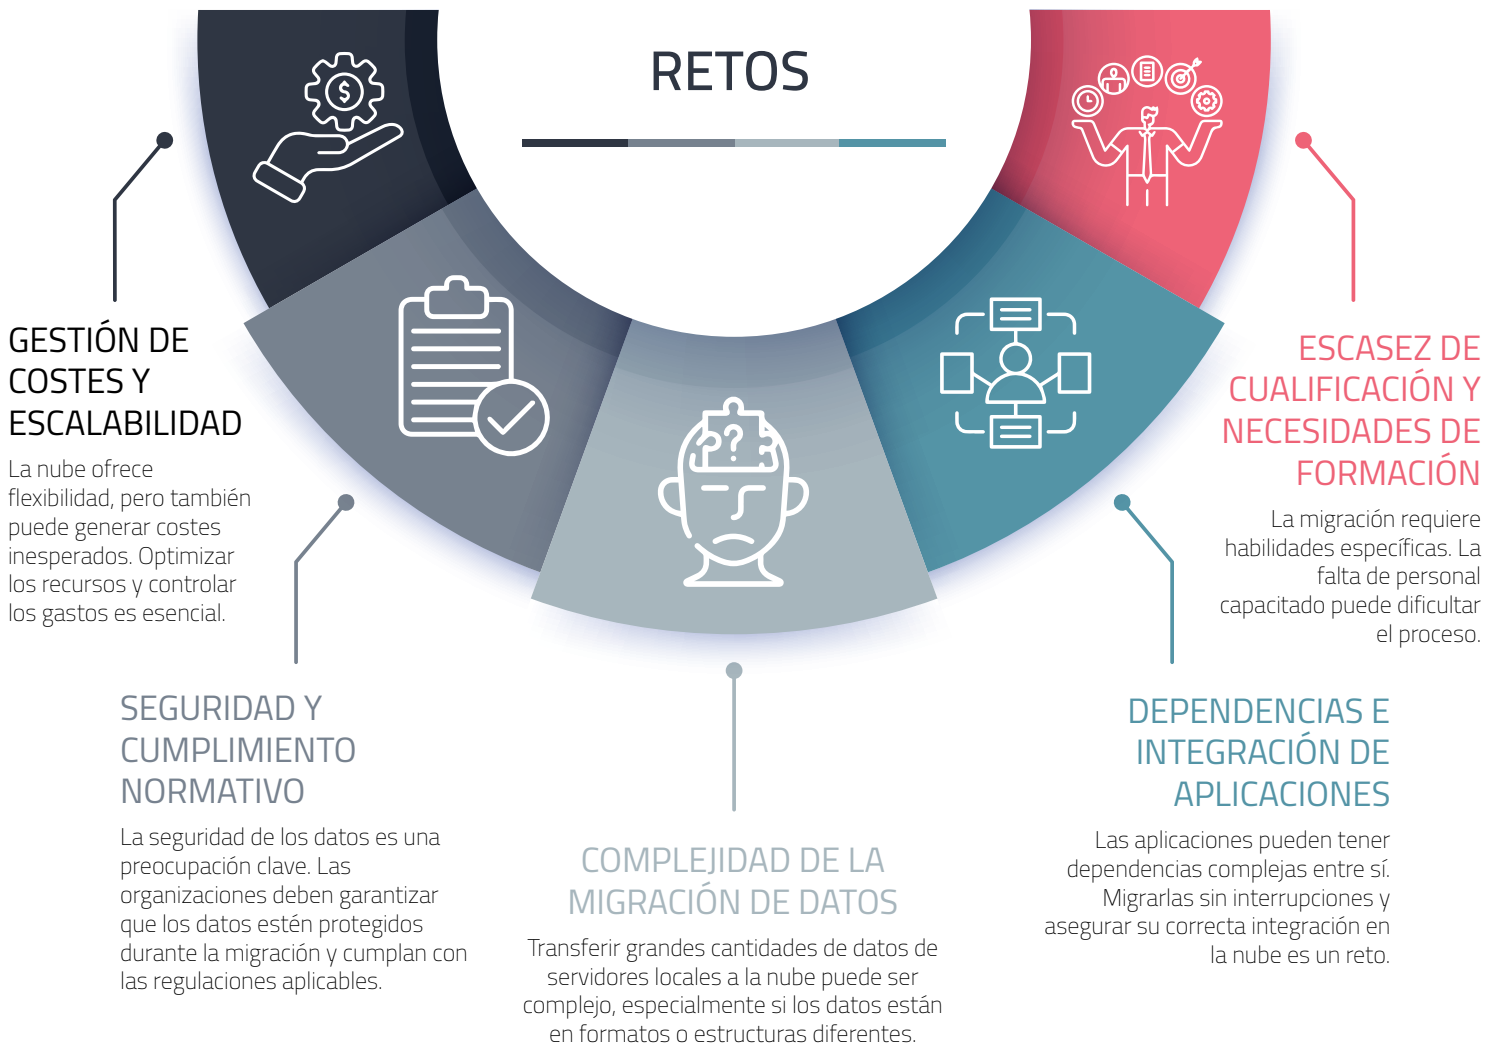 RETOS
GESTIÓN DE
COSTES Y
ESCALABILIDAD
La nube ofrece
flexibilidad, pero también
puede generar costes
inesperados. Optimizar
los recursos y controlar
los gastos es esencial.
SEGURIDAD Y
CUMPLIMIENTO
NORMATIVO
La seguridad de los datos es una
preocupación clave. Las
organizaciones deben garantizar
que los datos estén protegidos
durante la migración y cumplan con
las regulaciones aplicables.
COMPLEJIDAD DE LA
MIGRACIÓN DE DATOS
Transferir grandes cantidades de datos de
servidores locales a la nube puede ser
complejo, especialmente si los datos están
en formatos o estructuras diferentes.
DEPENDENCIAS E
INTEGRACIÓN DE
APLICACIONES
Las aplicaciones pueden tener
dependencias complejas entre sí.
Migrarlas sin interrupciones y
asegurar su correcta integración en
la nube es un reto.
ESCASEZ DE
CUALIFICACIÓN Y
NECESIDADES DE
FORMACIÓN
La migración requiere
habilidades específicas. La
falta de personal
capacitado puede dificultar
el proceso.